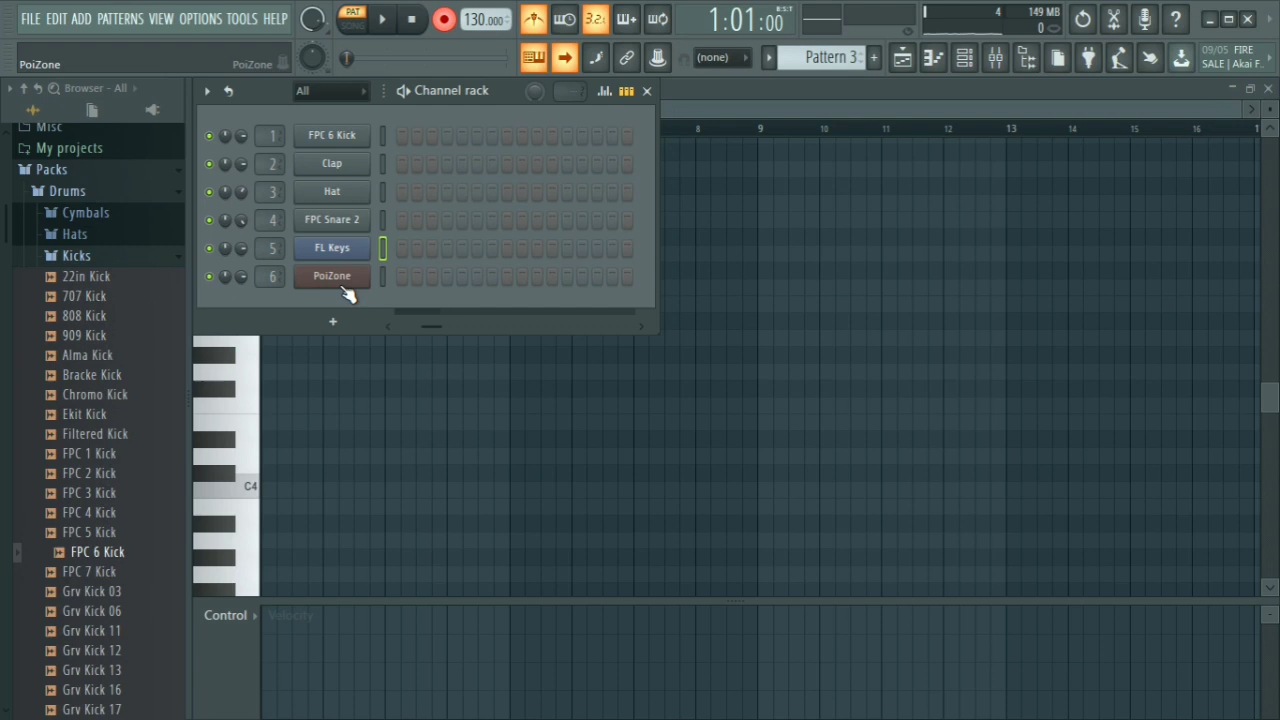 FILE EDIT ADD PATTERNS VIEW OPTIONS TOOLS HELP
PAT
SONG
130.000
3.2
1:01:00
B:S:T
4
149 MB
0
PoiZone
PoiZone
(none)
Pattern 3
09/05 FIRE
SALE | Akai F..
Browser - All
All
Channel rack
Misc
My projects
Packs
Drums
Cymbals
Hats
Kicks
22in Kick
707 Kick
808 Kick
909 Kick
Alma Kick
Bracke Kick
Chromo Kick
Ekit Kick
Filtered Kick
FPC 1 Kick
FPC 2 Kick
FPC 3 Kick
FPC 4 Kick
FPC 5 Kick
FPC 6 Kick
FPC 7 Kick
Grv Kick 03
Grv Kick 06
Grv Kick 11
Grv Kick 12
Grv Kick 13
Grv Kick 16
Grv Kick 17
1 FPC 6 Kick
2 Clap
3 Hat
4 FPC Snare 2
5 FL Keys
6 PoiZone
+
8 9 10 11 12 13 14 15 16 1
C4
Control
Velocity